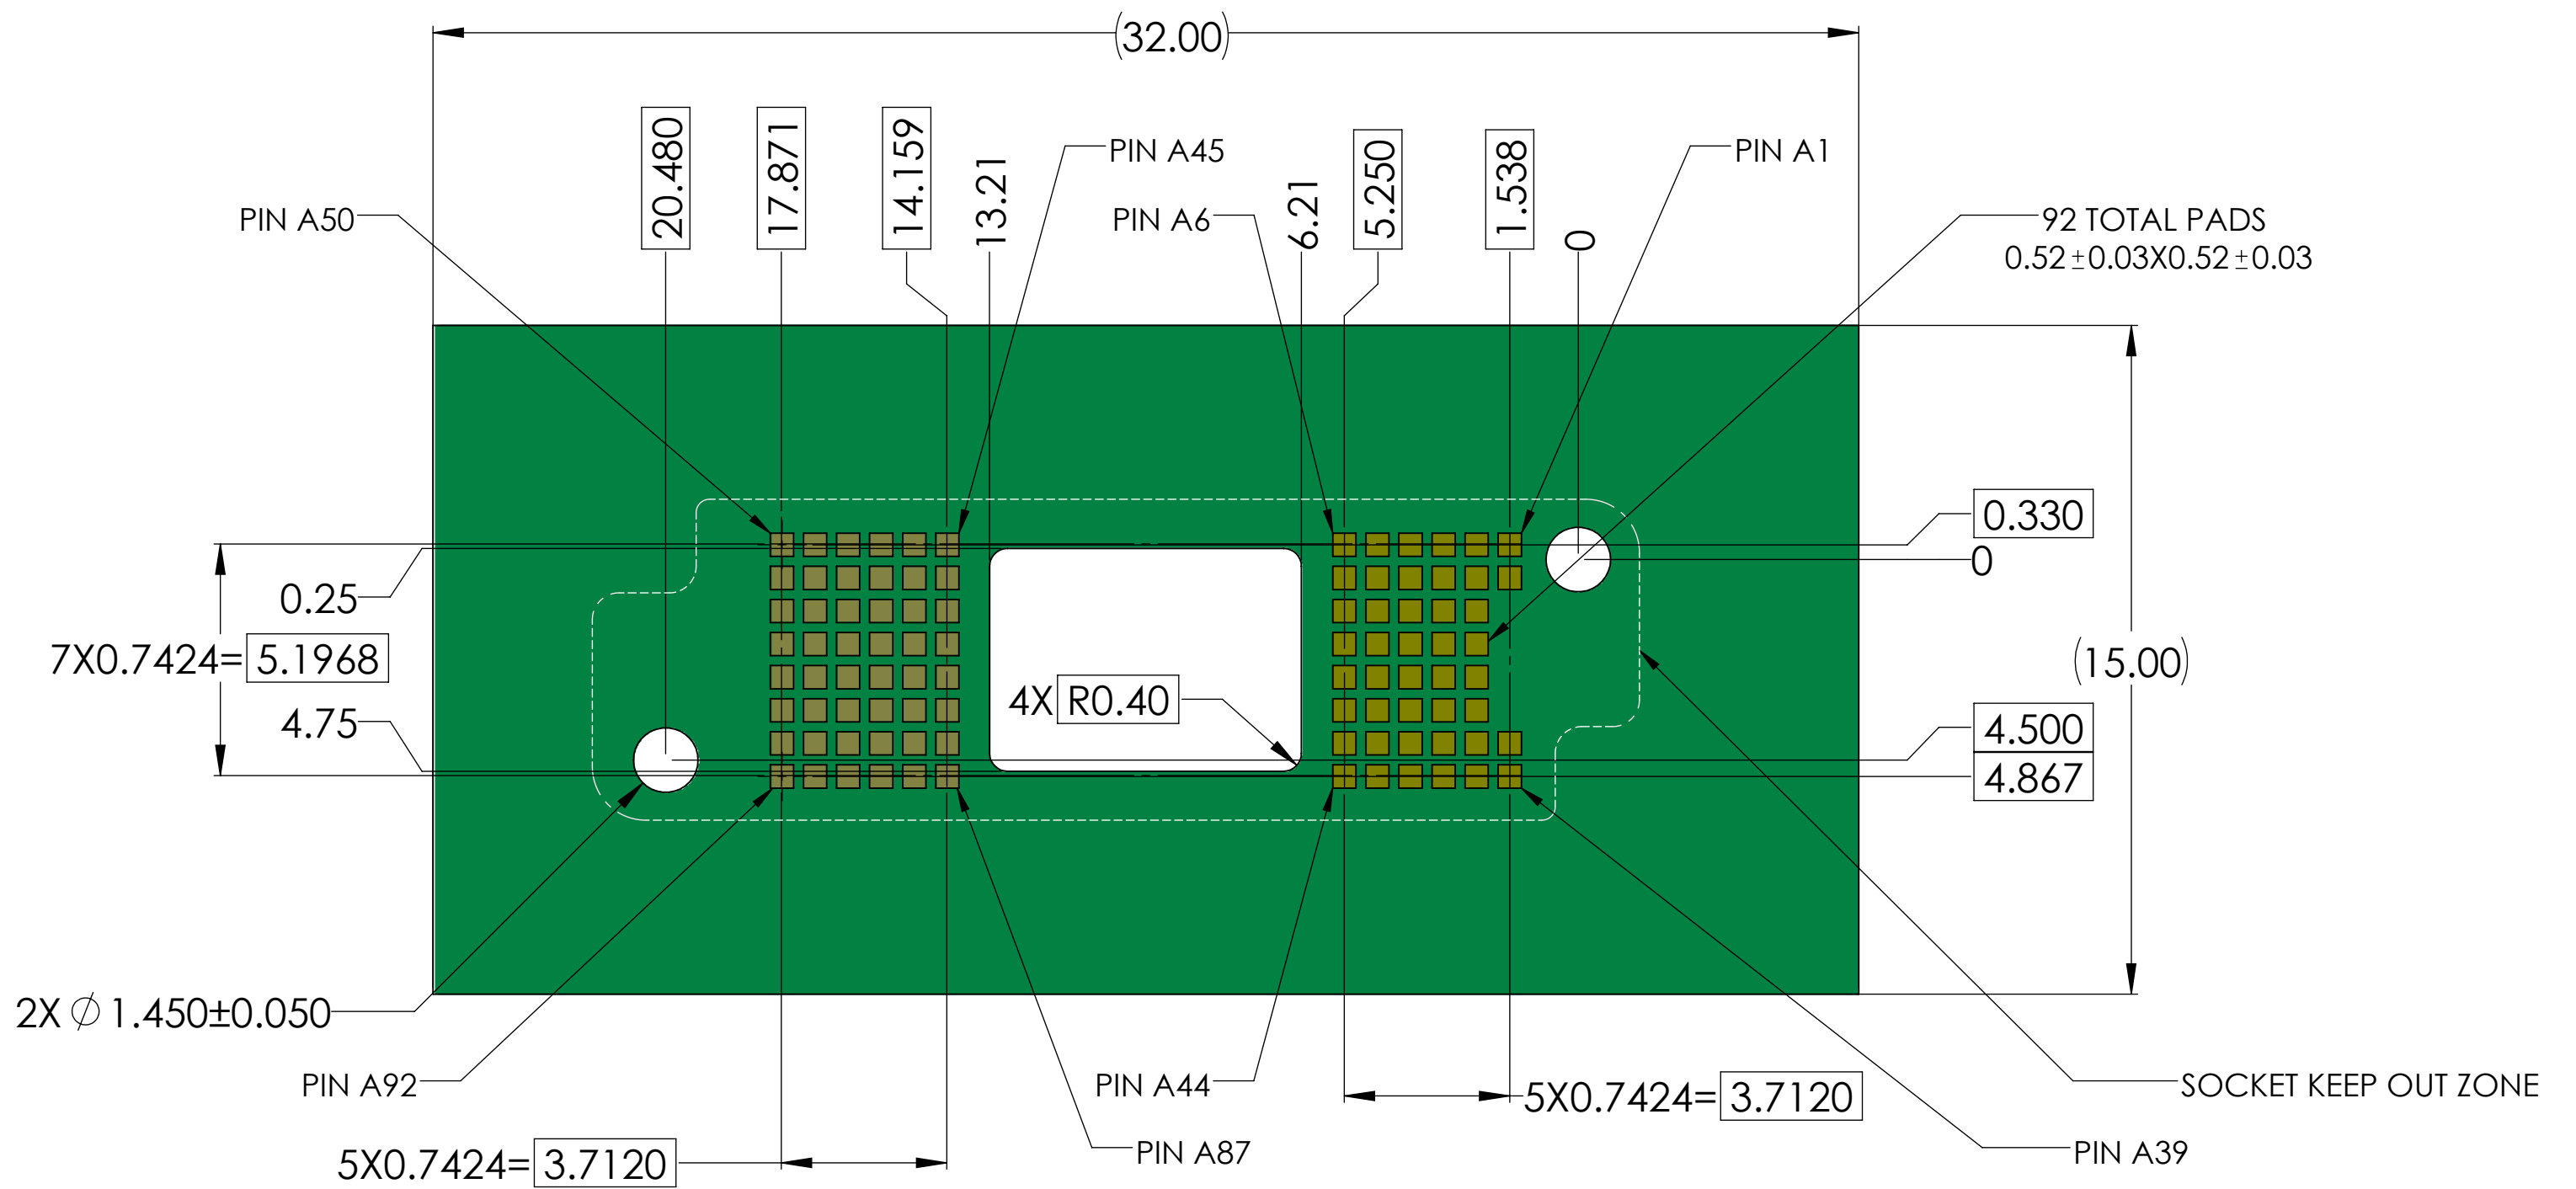 (32.00)
20.480
17.871
14.159
13.21
PIN A45
PIN A6
6.21
5.250
1.538
0
PIN A1
PIN A50
92 TOTAL PADS
0.52±0.03X0.52±0.03
0.330
0
0.25
7X0.7424= 5.1968
4.75
4X R0.40
(15.00)
4.500
4.867
2X ∅ 1.450±0.050
PIN A92
PIN A44
5X0.7424= 3.7120
SOCKET KEEP OUT ZONE
5X0.7424= 3.7120
PIN A87
PIN A39